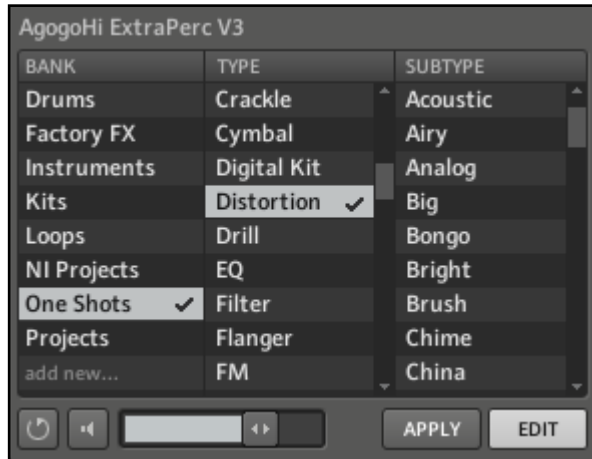 AgogoHi ExtraPerc V3
BANK TYPE SUBTYPE
Drums Crackle Acoustic
Factory FX Cymbal Airy
Instruments Digital Kit Analog
Kits Distortion Big
Loops Drill Bongo
NI Projects EQ Bright
One Shots Filter Brush
Projects Flanger Chime
add new... FM China
APPLY EDIT